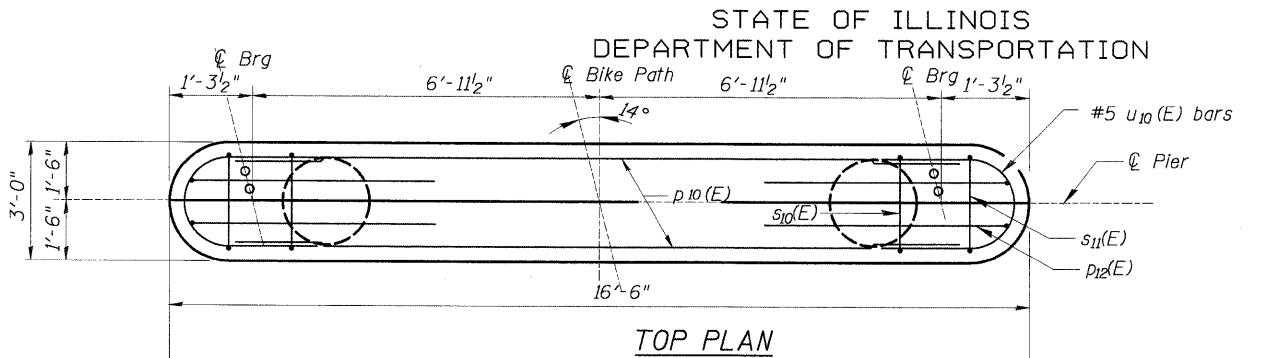 STATE OF ILLINOIS
DEPARTMENT OF TRANSPORTATION
℄ Brg
℄ Bike Path
℄ Brg
1'-3½"
6'-11½"
6'-11½"
1'-3½"
14°
#5 u10(E) bars
℄ Pier
3'-0"
1'-6"
1'-6"
p10(E)
s10(E)
s11(E)
p12(E)
16'-6"
TOP PLAN